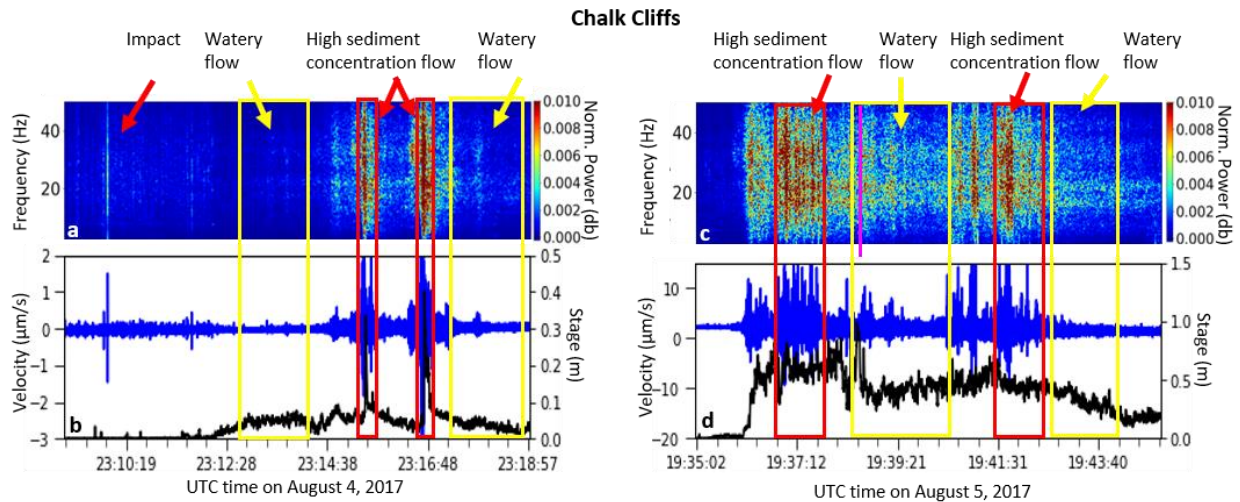 Chalk Cliffs
Impact
Watery
flow
High sediment
concentration flow
Watery
flow
High sediment
concentration flow
Watery
flow
High sediment
concentration flow
Watery
flow
Frequency (Hz)
40
20
a
0.010
0.008
0.006
0.004
0.002
0.000
Norm. Power (db)
Frequency (Hz)
40
20
c
0.010
0.008
0.006
0.004
0.002
0.000
Norm. Power (db)
Velocity (µm/s)
2
1
0
-1
-2
-3
b
0.5
0.4
0.3
0.2
0.1
0.0
Stage (m)
23:10:19
23:12:28
23:14:38
23:16:48
23:18:57
UTC time on August 4, 2017
Velocity (µm/s)
10
0
-10
-20
d
1.5
1.0
0.5
0.0
Stage (m)
19:35:02
19:37:12
19:39:21
19:41:31
19:43:40
UTC time on August 5, 2017